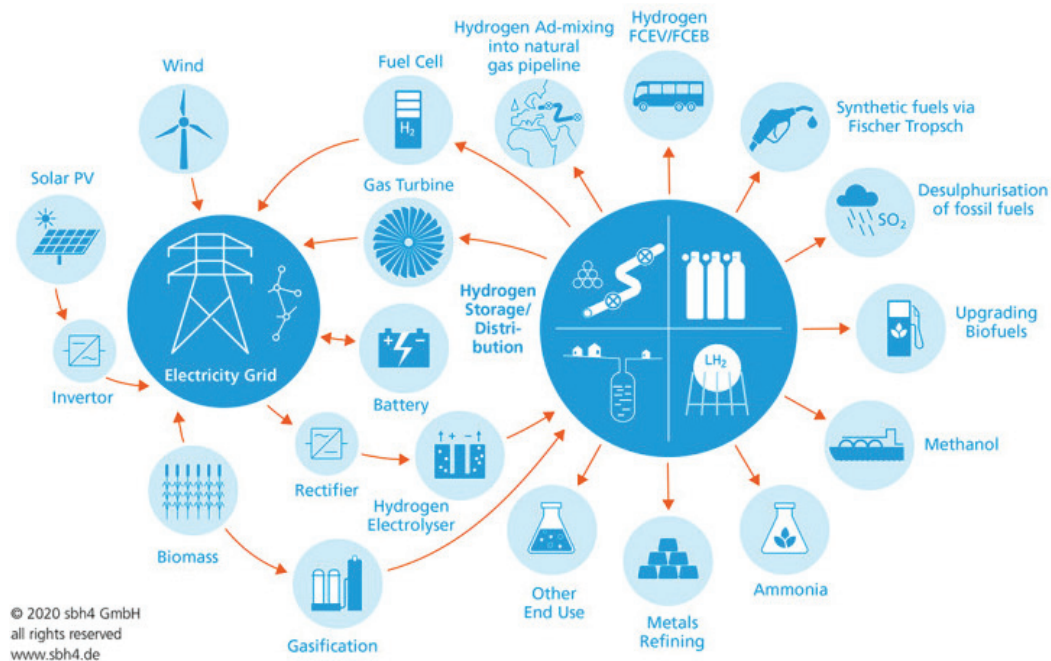 Wind
Solar PV
Invertor
Electricity Grid
Biomass
Fuel Cell
H2
Gas Turbine
+ −
Battery
Rectifier
+ −
Hydrogen
Electrolyser
Gasification
Hydrogen
Storage/
Distri-
bution
LH₂
Hydrogen Ad-mixing
into natural
gas pipeline
Hydrogen
FCEV/FCEB
Synthetic fuels via
Fischer Tropsch
SO₂
Desulphurisation
of fossil fuels
Upgrading
Biofuels
Methanol
Ammonia
Metals
Refining
Other
End Use
© 2020 sbh4 GmbH
all rights reserved
www.sbh4.de